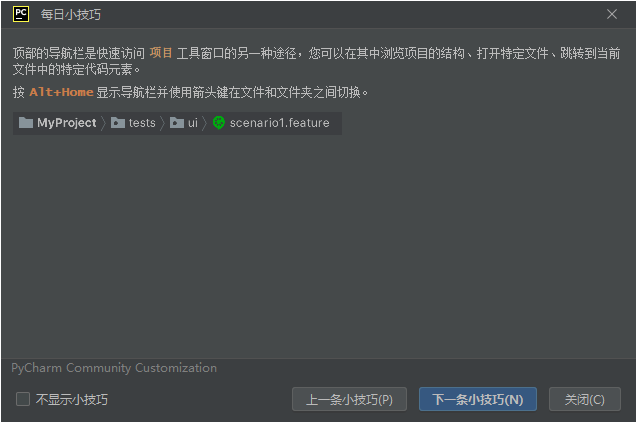 PC 每日小技巧
顶部的导航栏是快速访问 项目 工具窗口的另一种途径，您可以在其中浏览项目的结构、打开特定文件、跳转到当前
文件中的特定代码元素。
按 Alt+Home 显示导航栏并使用箭头键在文件和文件夹之间切换。
MyProject tests ui scenario1.feature
PyCharm Community Customization
不显示小技巧 上一条小技巧(P) 下一条小技巧(N) 关闭(C)